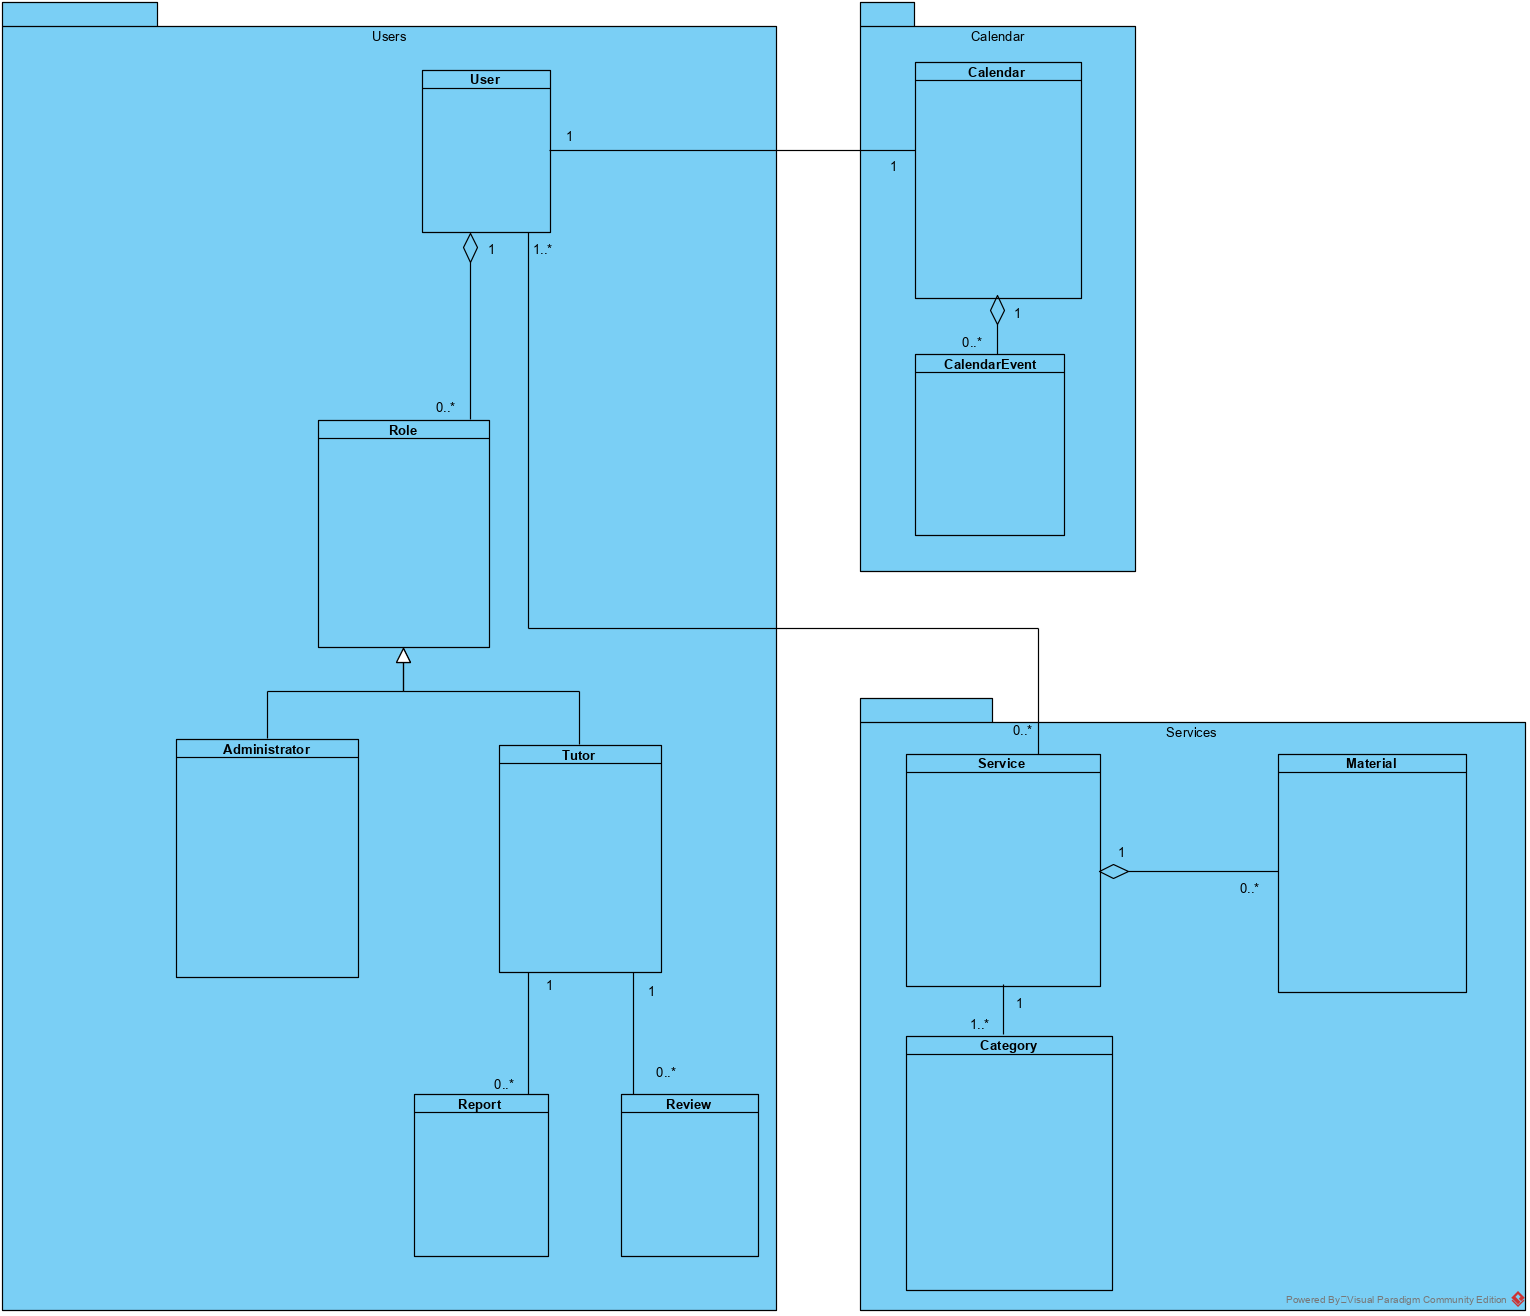 Users
User
1
1
1..*
0..*
Role
Administrator
Tutor
1
1
0..*
0..*
Report
Review
Calendar
Calendar
1
1
0..*
CalendarEvent
Services
0..*
Service
Material
1
0..*
1
1..*
Category
Powered By Visual Paradigm Community Edition